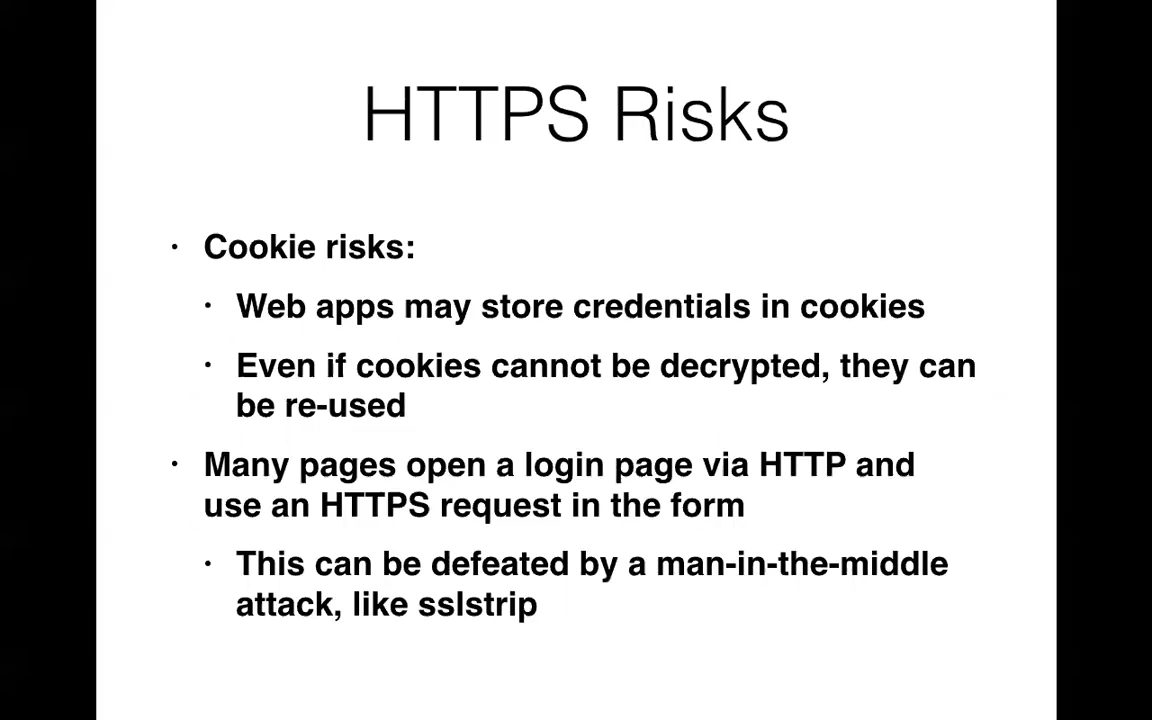 HTTPS Risks
• Cookie risks:
• Web apps may store credentials in cookies
• Even if cookies cannot be decrypted, they can
be re-used
• Many pages open a login page via HTTP and
use an HTTPS request in the form
• This can be defeated by a man-in-the-middle
attack, like sslstrip